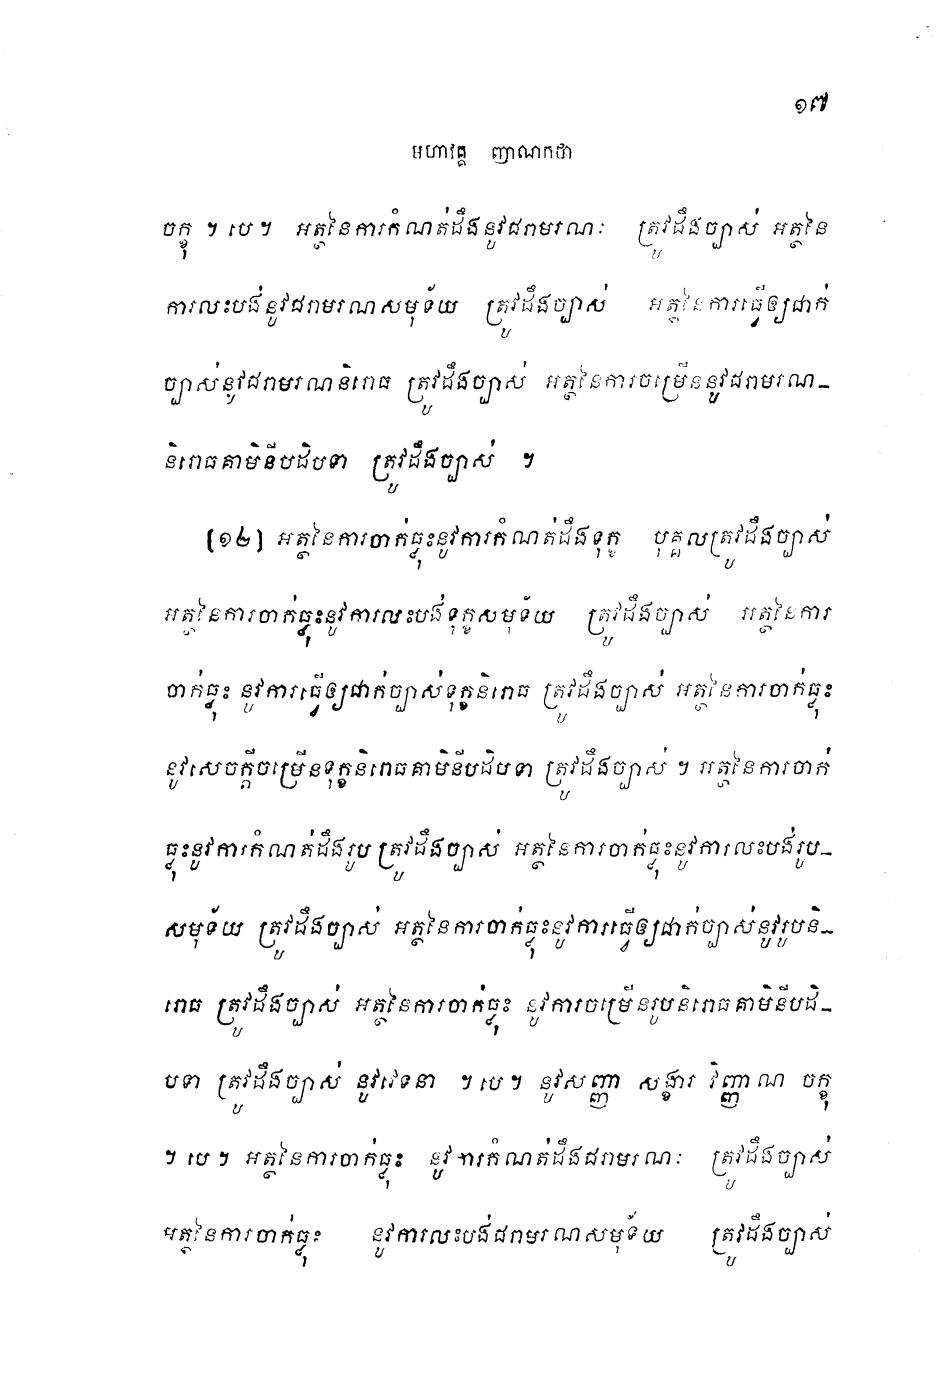 ១៧
មហាវគ្គ ញាណកថា
ចក្ខុ ។ បេ។ អត្ថនៃការកំណត់ដឹងនូវជរាមរណៈ ត្រូវដឹងច្បាស់ អត្ថនៃ
ការលះបង់នូវជរាមរណសមុទ័យ ត្រូវដឹងច្បាស់ អត្ថនៃការធ្វើឲ្យជាក់
ច្បាស់នូវជរាមរណនិរោធ ត្រូវដឹងច្បាស់ អត្ថនៃការចម្រើននូវជរាមរណ–
និរោធគាមិនីបដិបទា ត្រូវដឹងច្បាស់ ។
[១៤] អត្ថនៃការចាក់ធ្លុះនូវការកំណត់ដឹងទុក្ខ បុគ្គលត្រូវដឹងច្បាស់
អត្ថនៃការចាក់ធ្លុះនូវការលះបង់ទុក្ខសមុទ័យ ត្រូវដឹងច្បាស់ អត្ថនៃការ
ចាក់ធ្លុះ នូវការធ្វើឲ្យជាក់ច្បាស់ទុក្ខនិរោធ ត្រូវដឹងច្បាស់ អត្ថនៃការចាក់ធ្លុះ
នូវសេចក្តីចម្រើនទុក្ខនិរោធគាមិនីបដិបទា ត្រូវដឹងច្បាស់ ។ អត្ថនៃការចាក់
ធ្លុះនូវការកំណត់ដឹងរូប ត្រូវដឹងច្បាស់ អត្ថនៃការចាក់ធ្លុះនូវការលះបង់រូប–
សមុទ័យ ត្រូវដឹងច្បាស់ អត្ថនៃការចាក់ធ្លុះនូវការធ្វើឲ្យជាក់ច្បាស់នូវរូបនិ–
រោធ ត្រូវដឹងច្បាស់ អត្ថនៃការចាក់ធ្លុះ នូវការចម្រើនរូបនិរោធគាមិនីបដិ–
បទា ត្រូវដឹងច្បាស់ នូវវេទនា ។ បេ។ នូវសញ្ញា សង្ខារ វិញ្ញាណ ចក្ខុ
។ បេ។ អត្ថនៃការចាក់ធ្លុះ នូវការកំណត់ដឹងជរាមរណៈ ត្រូវដឹងច្បាស់
អត្ថនៃការចាក់ធ្លុះ នូវការលះបង់ជរាមរណសមុទ័យ ត្រូវដឹងច្បាស់